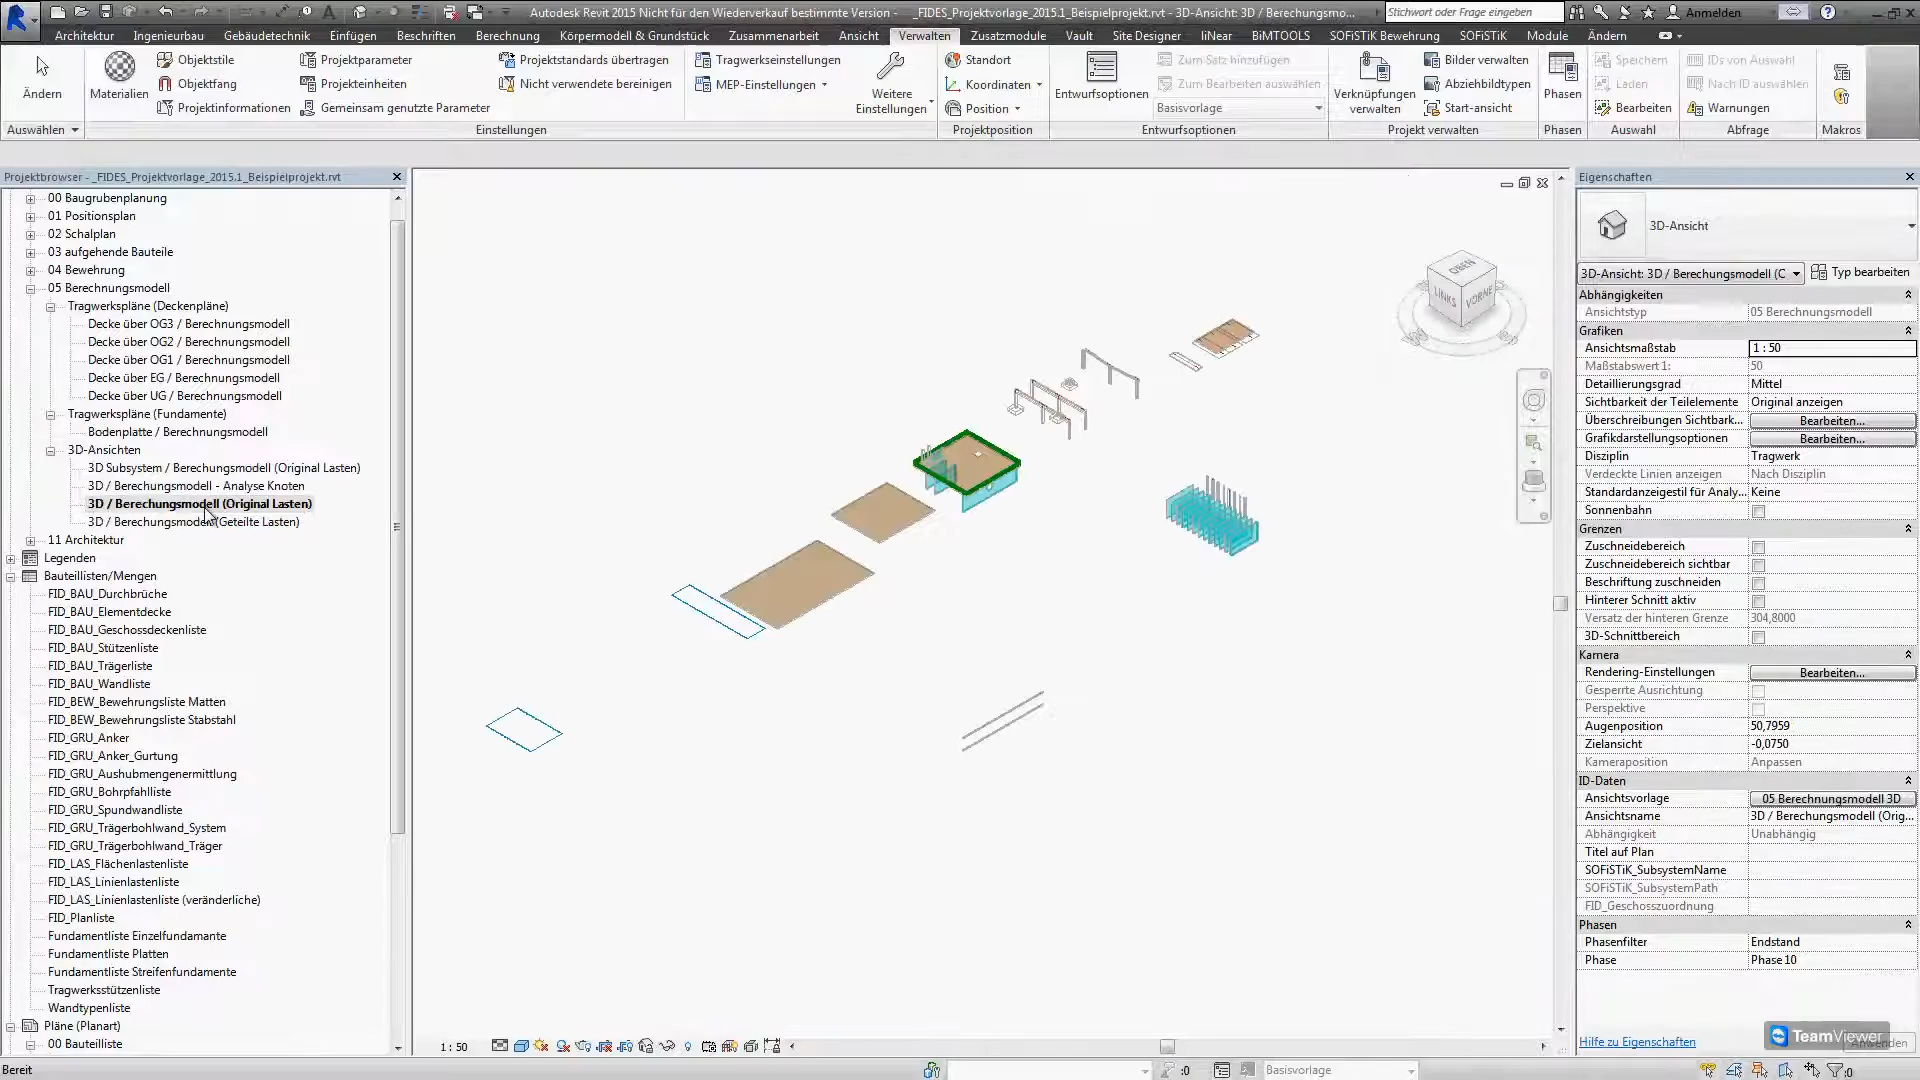 Autodesk Revit 2015 Nicht für den Wiederverkauf bestimmte Version - _FIDES_Projektvorlage_2015.1_Beispielprojekt.rvt - 3D-Ansicht: 3D / Berechungsmo...
Stichwort oder Frage eingeben
Anmelden
Architektur Ingenieurbau Gebäudetechnik Einfügen Beschriften Berechnung Körpermodell & Grundstück Zusammenarbeit Ansicht Verwalten Zusatzmodule Vault Site Designer liNear BiMTOOLS SOFiSTiK Bewehrung SOFiSTiK Module Ändern
Ändern
Materialien
Objektstile
Objektfang
Projektinformationen
Projektparameter
Projekteinheiten
Gemeinsam genutzte Parameter
Projektstandards übertragen
Nicht verwendete bereinigen
Tragwerkseinstellungen
MEP-Einstellungen
Weitere
Einstellungen
Standort
Koordinaten
Position
Entwurfsoptionen
Zum Satz hinzufügen
Zum Bearbeiten auswählen
Basisvorlage
Verknüpfungen
verwalten
Bilder verwalten
Abziehbildtypen
Start-ansicht
Phasen
Speichern
Laden
Bearbeiten
IDs von Auswahl
Nach ID auswählen
Warnungen
Auswählen Einstellungen Projektposition Entwurfsoptionen Projekt verwalten Phasen Auswahl Abfrage Makros
Projektbrowser - _FIDES_Projektvorlage_2015.1_Beispielprojekt.rvt
00 Baugrubenplanung
01 Positionsplan
02 Schalplan
03 aufgehende Bauteile
04 Bewehrung
05 Berechnungsmodell
Tragwerkspläne (Deckenpläne)
Decke über OG3 / Berechnungsmodell
Decke über OG2 / Berechnungsmodell
Decke über OG1 / Berechnungsmodell
Decke über EG / Berechnungsmodell
Decke über UG / Berechnungsmodell
Tragwerkspläne (Fundamente)
Bodenplatte / Berechnungsmodell
3D-Ansichten
3D Subsystem / Berechungsmodell (Original Lasten)
3D / Berechungsmodell - Analyse Knoten
3D / Berechungsmodell (Original Lasten)
3D / Berechungsmodell (Geteilte Lasten)
11 Architektur
Legenden
Bauteillisten/Mengen
FID_BAU_Durchbrüche
FID_BAU_Elementdecke
FID_BAU_Geschossdeckenliste
FID_BAU_Stützenliste
FID_BAU_Trägerliste
FID_BAU_Wandliste
FID_BEW_Bewehrungsliste Matten
FID_BEW_Bewehrungsliste Stabstahl
FID_GRU_Anker
FID_GRU_Anker_Gurtung
FID_GRU_Aushubmengenermittlung
FID_GRU_Bohrpfahlliste
FID_GRU_Spundwandliste
FID_GRU_Trägerbohlwand_System
FID_GRU_Trägerbohlwand_Träger
FID_LAS_Flächenlastenliste
FID_LAS_Linienlastenliste
FID_LAS_Linienlastenliste (veränderliche)
FID_Planliste
Fundamentliste Einzelfundamante
Fundamentliste Platten
Fundamentliste Streifenfundamente
Tragwerksstützenliste
Wandtypenliste
Pläne (Planart)
00 Bauteilliste
OBEN
LINKS
VORNE
1 : 50
Eigenschaften
3D-Ansicht
3D-Ansicht: 3D / Berechungsmodell (C
Typ bearbeiten
Abhängigkeiten
Ansichtstyp 05 Berechnungsmodell
Grafiken
Ansichtsmaßstab 1 : 50
Maßstabswert 1: 50
Detaillierungsgrad Mittel
Sichtbarkeit der Teilelemente Original anzeigen
Überschreibungen Sichtbark... Bearbeiten...
Grafikdarstellungsoptionen Bearbeiten...
Disziplin Tragwerk
Verdeckte Linien anzeigen Nach Disziplin
Standardanzeigestil für Analy... Keine
Sonnenbahn
Grenzen
Zuschneidebereich
Zuschneidebereich sichtbar
Beschriftung zuschneiden
Hinterer Schnitt aktiv
Versatz der hinteren Grenze 304,8000
3D-Schnittbereich
Kamera
Rendering-Einstellungen Bearbeiten...
Gesperrte Ausrichtung
Perspektive
Augenposition 50,7959
Zielansicht -0,0750
Kameraposition Anpassen
ID-Daten
Ansichtsvorlage 05 Berechnungsmodell 3D
Ansichtsname 3D / Berechungsmodell (Orig...
Abhängigkeit Unabhängig
Titel auf Plan
SOFiSTiK_SubsystemName
SOFiSTiK_SubsystemPath
FID_Geschosszuordnung
Phasen
Phasenfilter Endstand
Phase Phase 10
Hilfe zu Eigenschaften
TeamViewer
Bereit
:0
Basisvorlage
:0